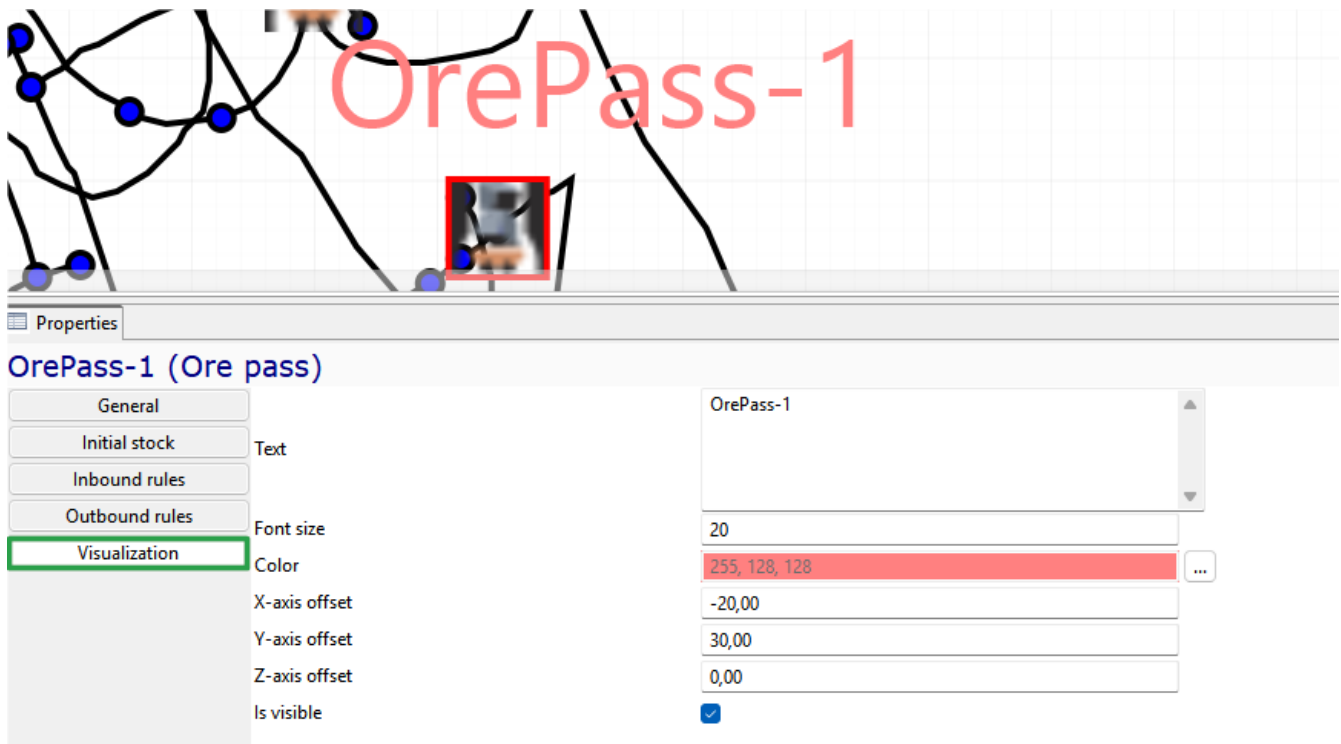 OrePass-1
Properties
OrePass-1 (Ore pass)
General
Initial stock
Inbound rules
Outbound rules
Visualization
Text
OrePass-1
Font size
20
Color
255, 128, 128
...
X-axis offset
-20,00
Y-axis offset
30,00
Z-axis offset
0,00
Is visible